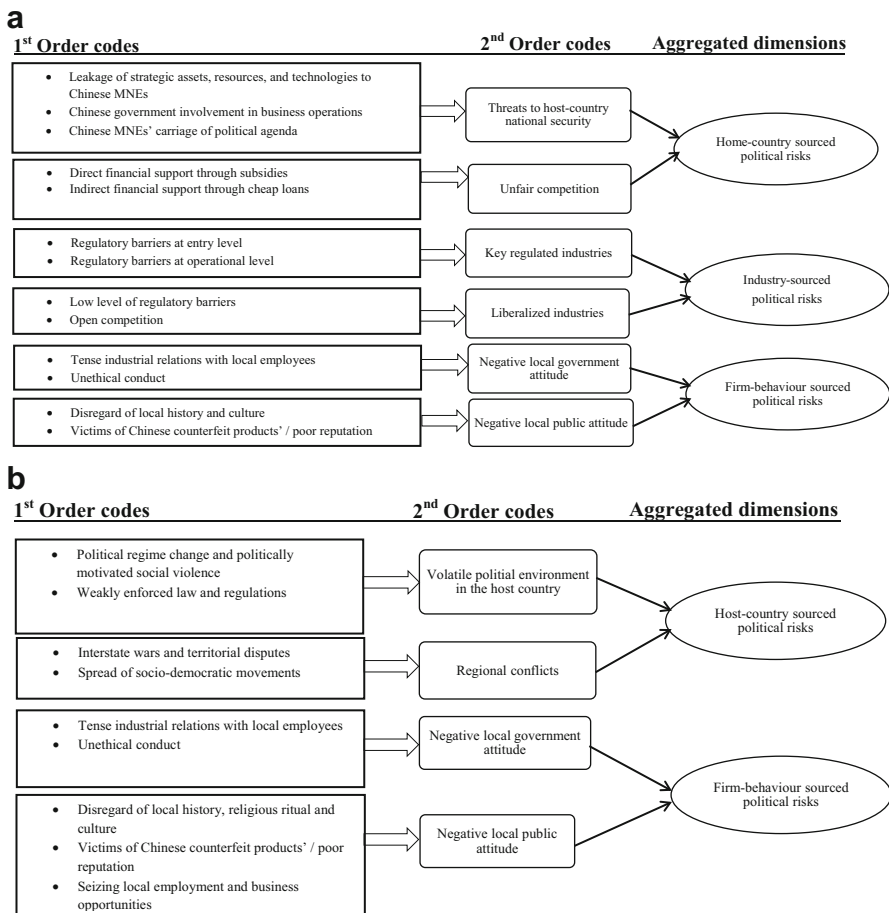 a
1st Order codes 2nd Order codes Aggregated dimensions
• Leakage of strategic assets, resources, and technologies to
Chinese MNEs
• Chinese government involvement in business operations
• Chinese MNEs' carriage of political agenda
Threats to host-country
national security
Home-country sourced
political risks
• Direct financial support through subsidies
• Indirect financial support through cheap loans
Unfair competition
• Regulatory barriers at entry level
• Regulatory barriers at operational level
Key regulated industries
Industry-sourced
political risks
• Low level of regulatory barriers
• Open competition
Liberalized industries
• Tense industrial relations with local employees
• Unethical conduct
Negative local government
attitude
Firm-behaviour sourced
political risks
• Disregard of local history and culture
• Victims of Chinese counterfeit products' / poor reputation
Negative local public attitude
b
1st Order codes 2nd Order codes Aggregated dimensions
• Political regime change and politically
motivated social violence
• Weakly enforced law and regulations
Volatile politial environment
in the host country
Host-country sourced
political risks
• Interstate wars and territorial disputes
• Spread of socio-democratic movements
Regional conflicts
• Tense industrial relations with local employees
• Unethical conduct
Negative local government
attitude
Firm-behaviour sourced
political risks
• Disregard of local history, religious ritual and
culture
• Victims of Chinese counterfeit products' / poor
reputation
• Seizing local employment and business
opportunities
Negative local public
attitude